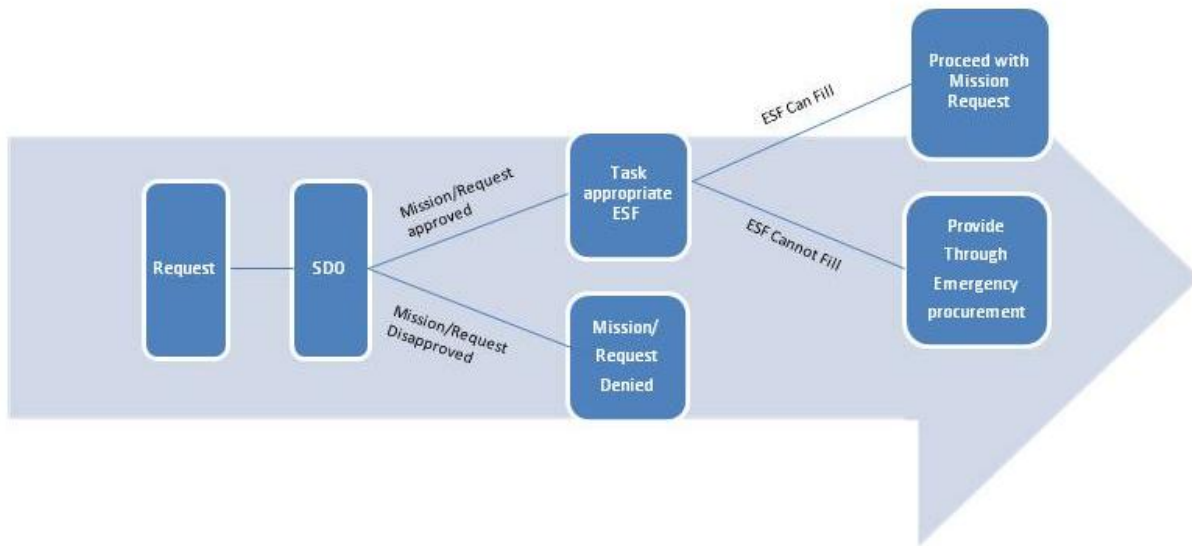 Request
SDO
Mission/Request
approved
Mission/Request
Disapproved
Task
appropriate
ESF
Mission/
Request
Denied
ESF Can Fill
ESF Cannot Fill
Proceed with
Mission
Request
Provide
Through
Emergency
procurement